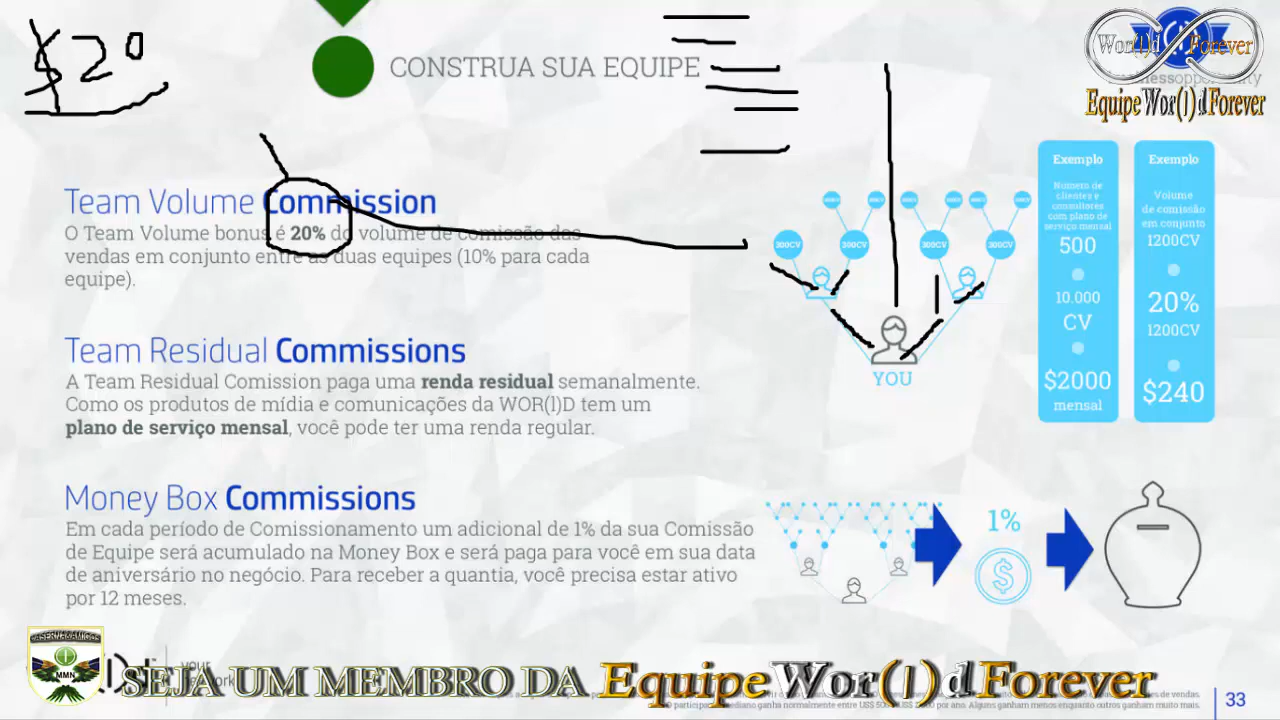 $2º
CONSTRUA SUA EQUIPE
Wor(l)d Forever
Equipe Wor(l)dForever
Team Volume Commission
O Team Volume bonus é 20% do volume de comissão das
vendas em conjunto entre as duas equipes (10% para cada
equipe).
300CV 300CV 300CV 300CV
YOU
Exemplo
Numero de
clientes e
consultores
com plano de
serviço mensal
500
10.000
CV
$2000
mensal
Exemplo
Volume
de comissão
em conjunto
1200CV
20%
1200CV
$240
Team Residual Commissions
A Team Residual Comission paga uma renda residual semanalmente.
Como os produtos de mídia e comunicações da WOR(l)D tem um
plano de serviço mensal, você pode ter uma renda regular.
Money Box Commissions
Em cada período de Comissionamento um adicional de 1% da sua Comissão
de Equipe será acumulado na Money Box e será paga para você em sua data
de aniversário no negócio. Para receber a quantia, você precisa estar ativo
por 12 meses.
1%
$
MMN
SEJA UM MEMBRO DA Equipe Wor(l)dForever
33